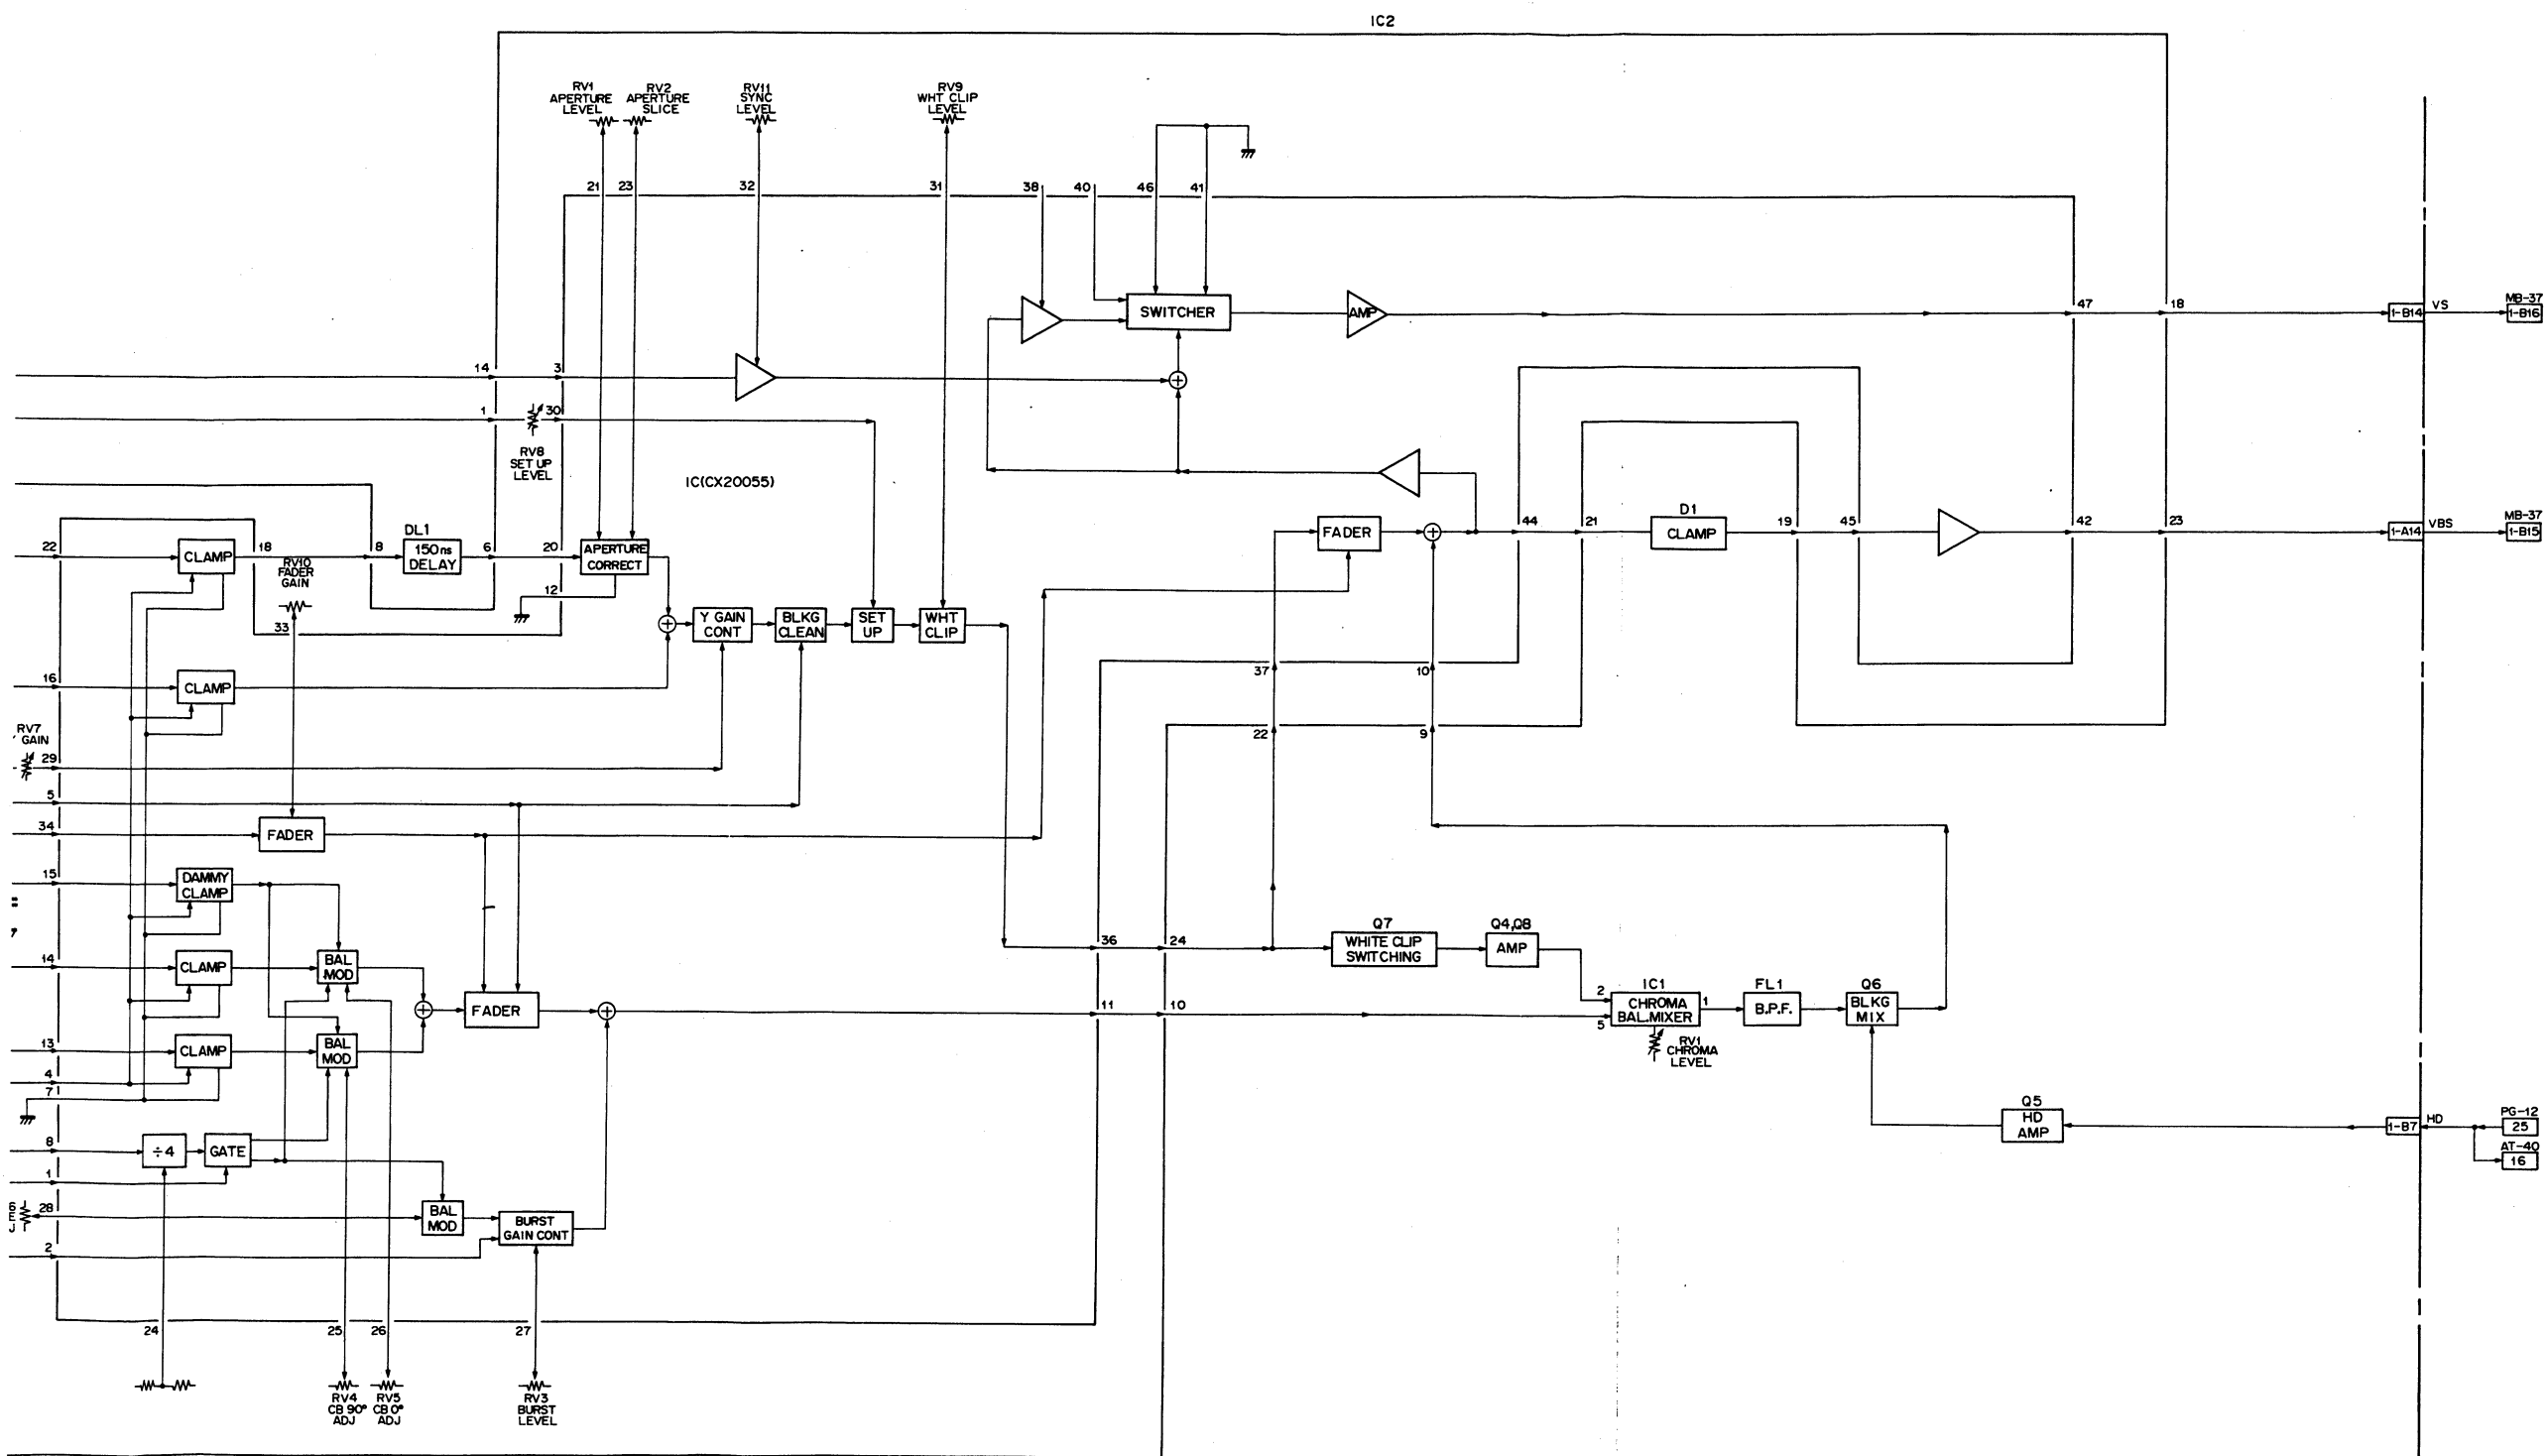 IC2
RV1
APERTURE
LEVEL
RV2
APERTURE
SLICE
RV11
SYNC
LEVEL
RV9
WHT CLIP
LEVEL
21
23
32
31
38
40
46
41
SWITCHER
AMP
47
18
1-B14
VS
MB-37
1-B16
14
3
1
30
RV8
SET UP
LEVEL
IC(CX20055)
DL1
22
CLAMP
18
8
150ns
DELAY
6
20
APERTURE
CORRECT
12
RV10
FADER
GAIN
33
Y GAIN
CONT
BLKG
CLEAN
SET
UP
WHT
CLIP
FADER
44
21
D1
CLAMP
19
45
42
23
1-A14
VBS
MB-37
1-B15
16
CLAMP
37
10
22
9
RV7
GAIN
29
5
34
FADER
15
DAMMY
CLAMP
14
CLAMP
BAL
MOD
13
CLAMP
BAL
MOD
FADER
4
7
36
24
Q7
WHITE CLIP
SWITCHING
Q4,Q8
AMP
11
10
2
5
IC1
CHROMA
BAL.MIXER
1
RV1
CHROMA
LEVEL
FL1
B.P.F.
Q6
BLKG
MIX
Q5
HD
AMP
1-B7
HD
PG-12
25
AT-40
16
8
÷4
GATE
1
6
E
J
28
BAL
MOD
BURST
GAIN CONT
2
24
25
26
27
RV4
CB 90°
ADJ
RV5
CB 0°
ADJ
RV3
BURST
LEVEL